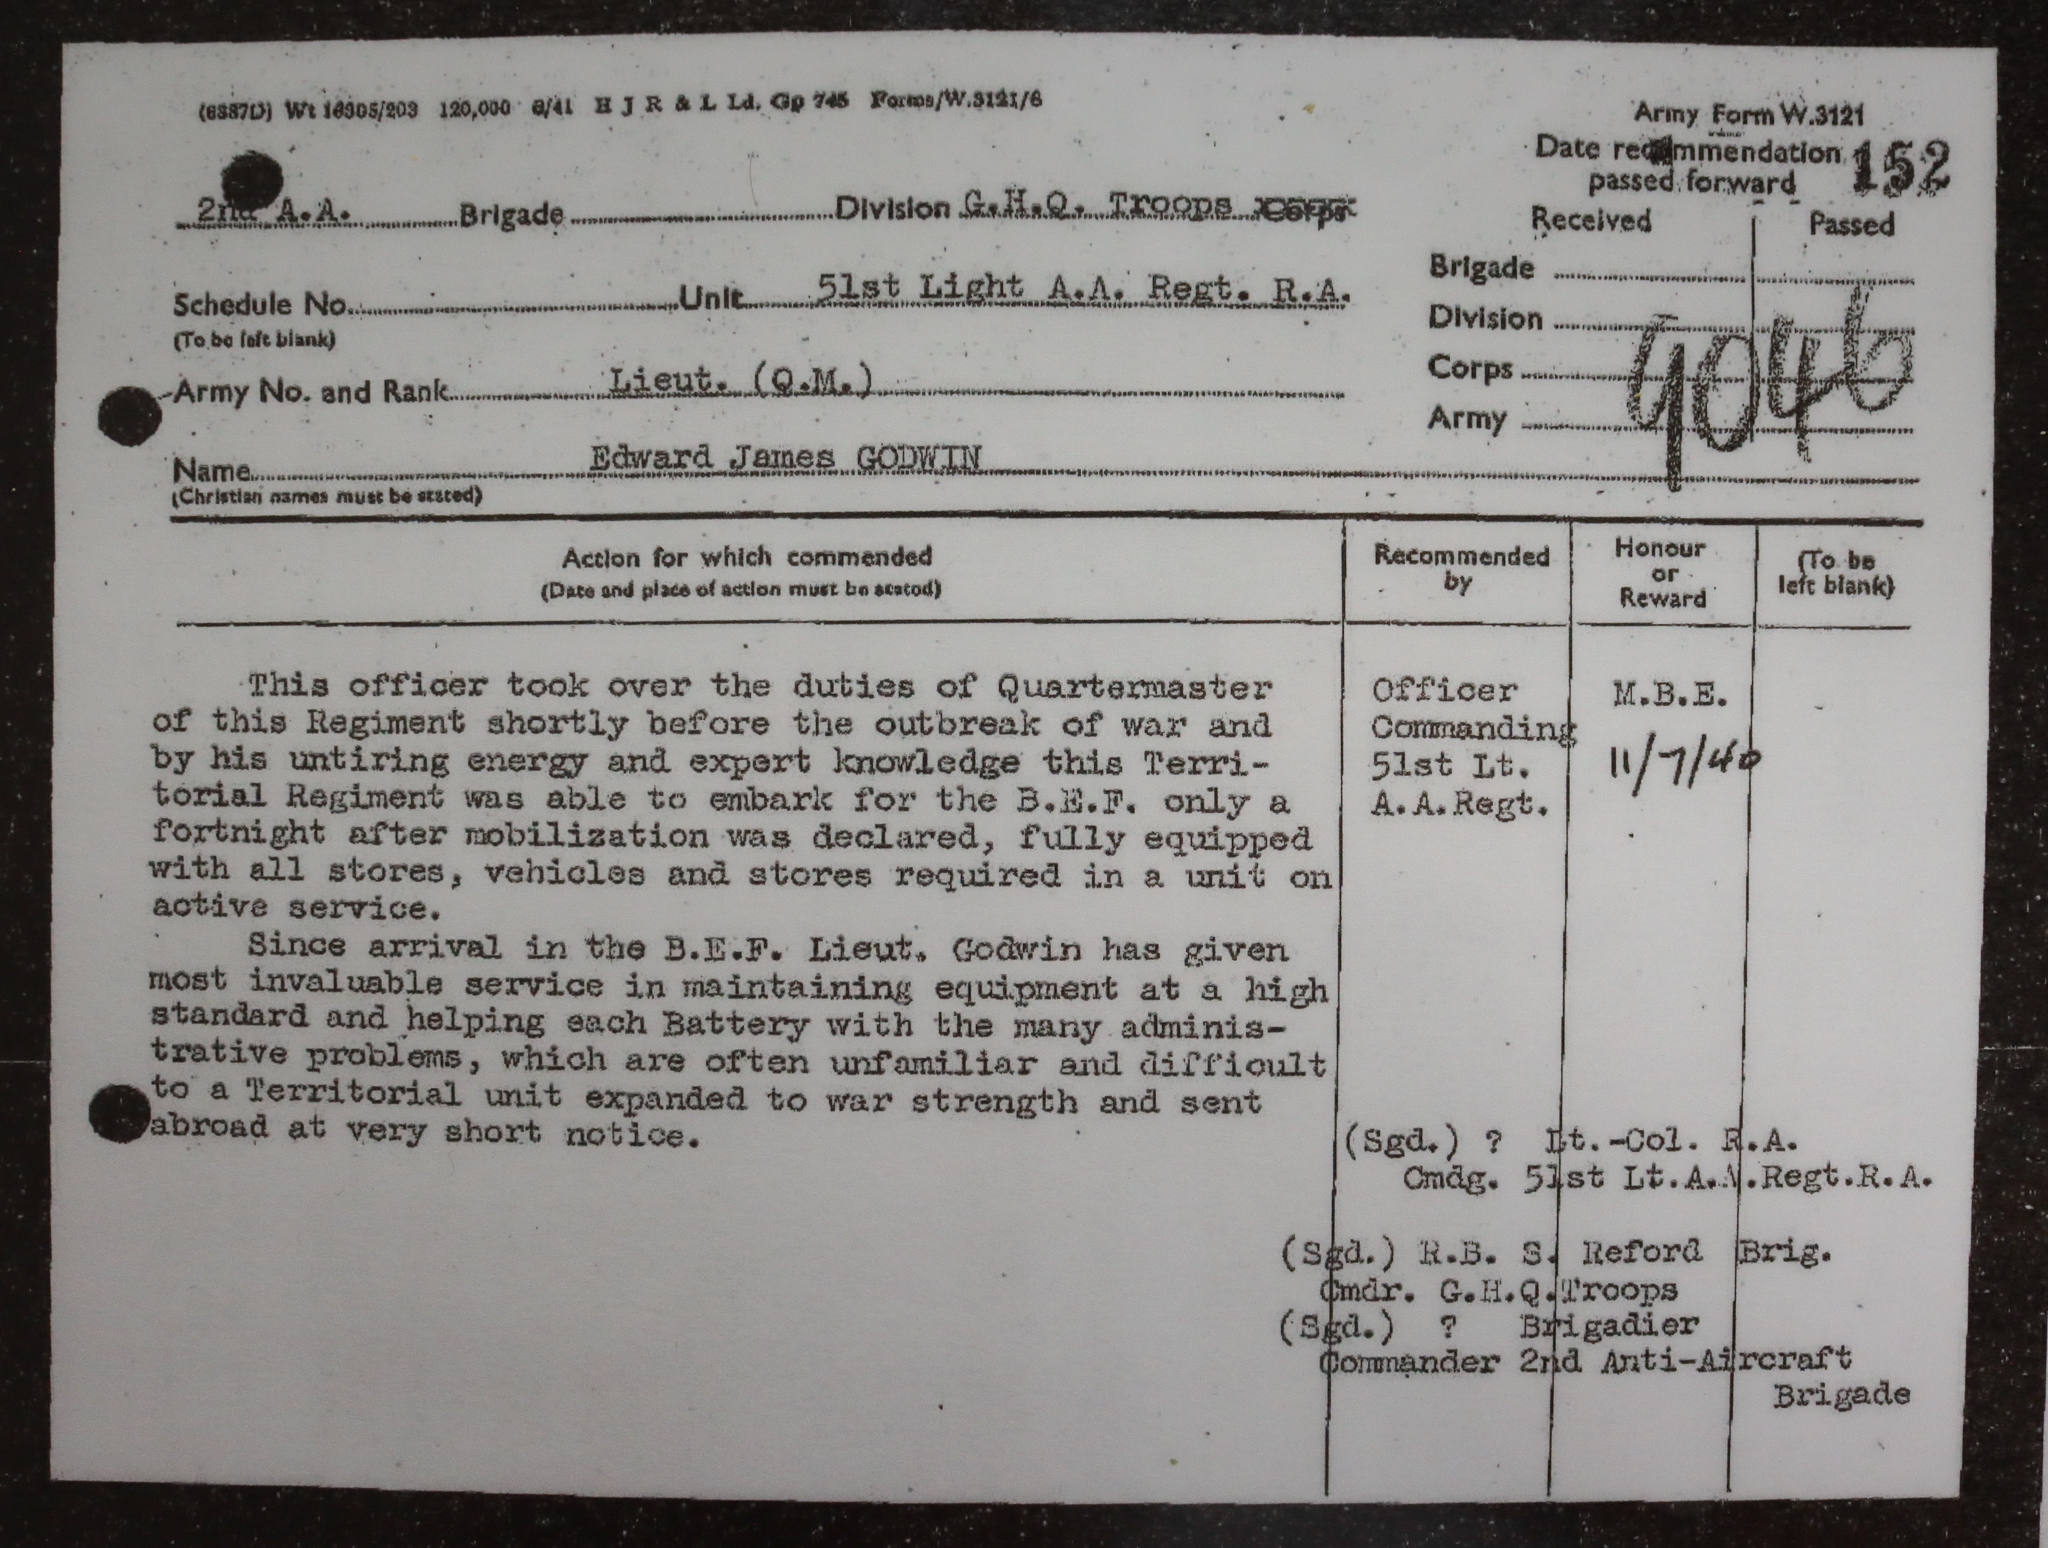 (6387D) Wt 16305/203 120,000 6/41 H J R & L Ld. Gp 745 Forms/W.3121/6
Army Form W.3121
Date recommendation passed forward
152
2nd A.A. Brigade Division G.H.Q. Troops Corps
Received Passed
Brigade
Division
Corps
Army
Schedule No. Unit 51st Light A.A. Regt. R.A.
(To be left blank)
Army No. and Rank Lieut. (Q.M.)
Name Edward James GODWIN
(Christian names must be stated)
Action for which commended
(Date and place of action must be stated)
Recommended by
Honour or Reward
(To be left blank)
This officer took over the duties of Quartermaster
of this Regiment shortly before the outbreak of war and
by his untiring energy and expert knowledge this Terri-
torial Regiment was able to embark for the B.E.F. only a
fortnight after mobilization was declared, fully equipped
with all stores, vehicles and stores required in a unit on
active service.
Since arrival in the B.E.F. Lieut. Godwin has given
most invaluable service in maintaining equipment at a high
standard and helping each Battery with the many adminis-
trative problems, which are often unfamiliar and difficult
to a Territorial unit expanded to war strength and sent
abroad at very short notice.
Officer
Commanding
51st Lt.
A.A.Regt.
M.B.E.
11/7/40
(Sgd.) ? Lt.-Col. R.A.
Cmdg. 51st Lt.A.A.Regt.R.A.
(Sgd.) R.B. S. Reford Brig.
Cmdr. G.H.Q.Troops
(Sgd.) ? Brigadier
Commander 2nd Anti-Aircraft
Brigade